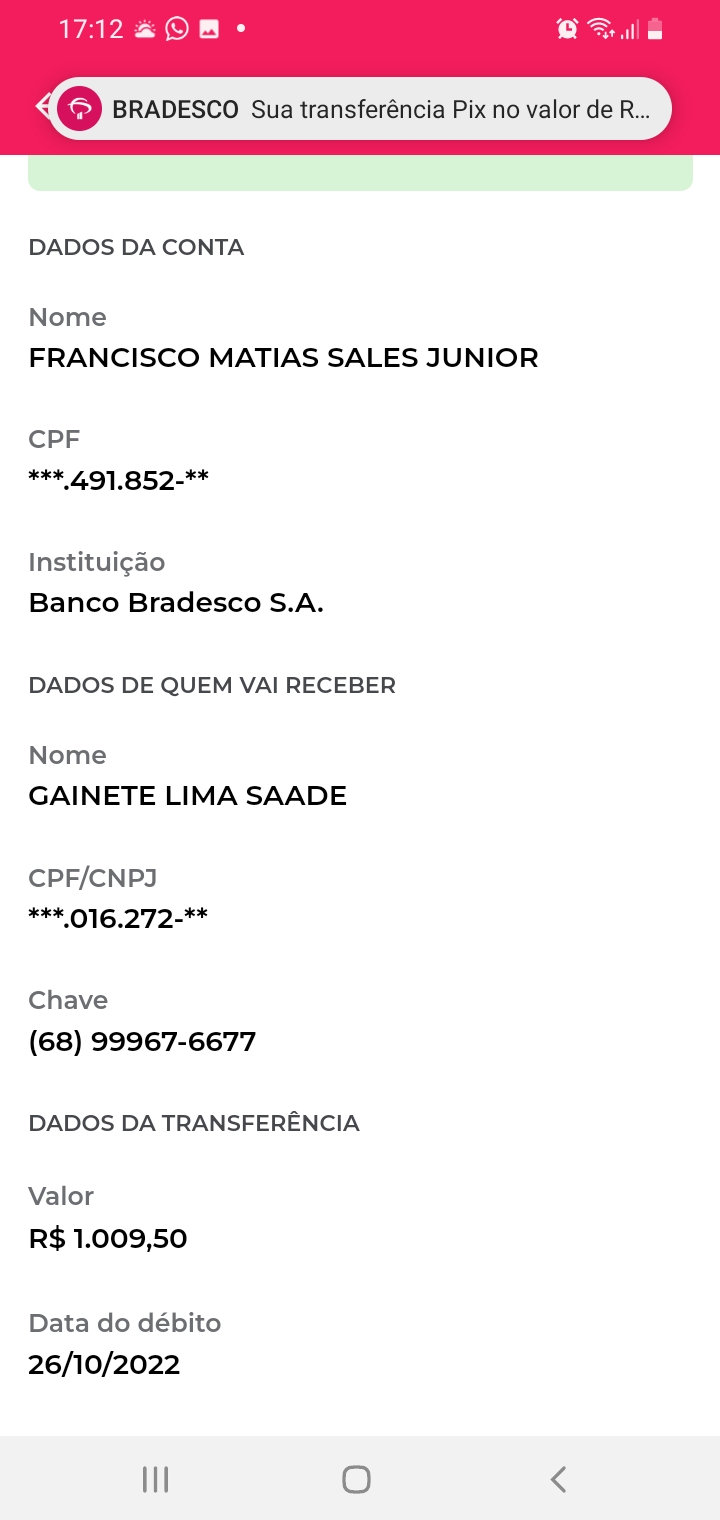 17:12
BRADESCO Sua transferência Pix no valor de R...
DADOS DA CONTA
Nome
FRANCISCO MATIAS SALES JUNIOR
CPF
***.491.852-**
Instituição
Banco Bradesco S.A.
DADOS DE QUEM VAI RECEBER
Nome
GAINETE LIMA SAADE
CPF/CNPJ
***.016.272-**
Chave
(68) 99967-6677
DADOS DA TRANSFERÊNCIA
Valor
R$ 1.009,50
Data do débito
26/10/2022